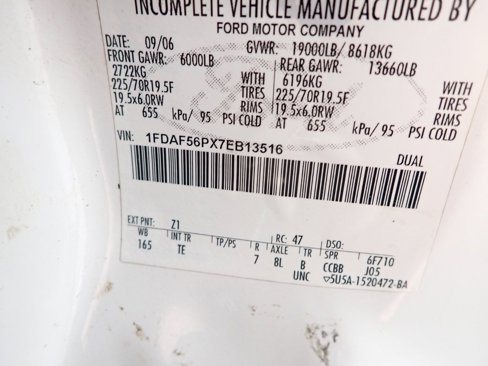 INCOMPLETE VEHICLE MANUFACTURED BY
FORD MOTOR COMPANY
DATE: 09/06 GVWR: 19000LB/ 8618KG
FRONT GAWR: 6000LB REAR GAWR: 13660LB
2722KG WITH 6196KG WITH
225/70R19.5F TIRES 225/70R19.5F TIRES
19.5x6.0RW RIMS 19.5x6.0RW RIMS
AT 655 kPa/ 95 PSI COLD AT 655 kPa/ 95 PSI COLD
VIN: 1FDAF56PX7EB13516
DUAL
EXT PNT: Z1 RC: 47 DSO:
WB INT TR TP/PS R AXLE TR SPR 6F710
165 TE 7 8L B CCBB J05
UNC 5U5A-1520472-BA